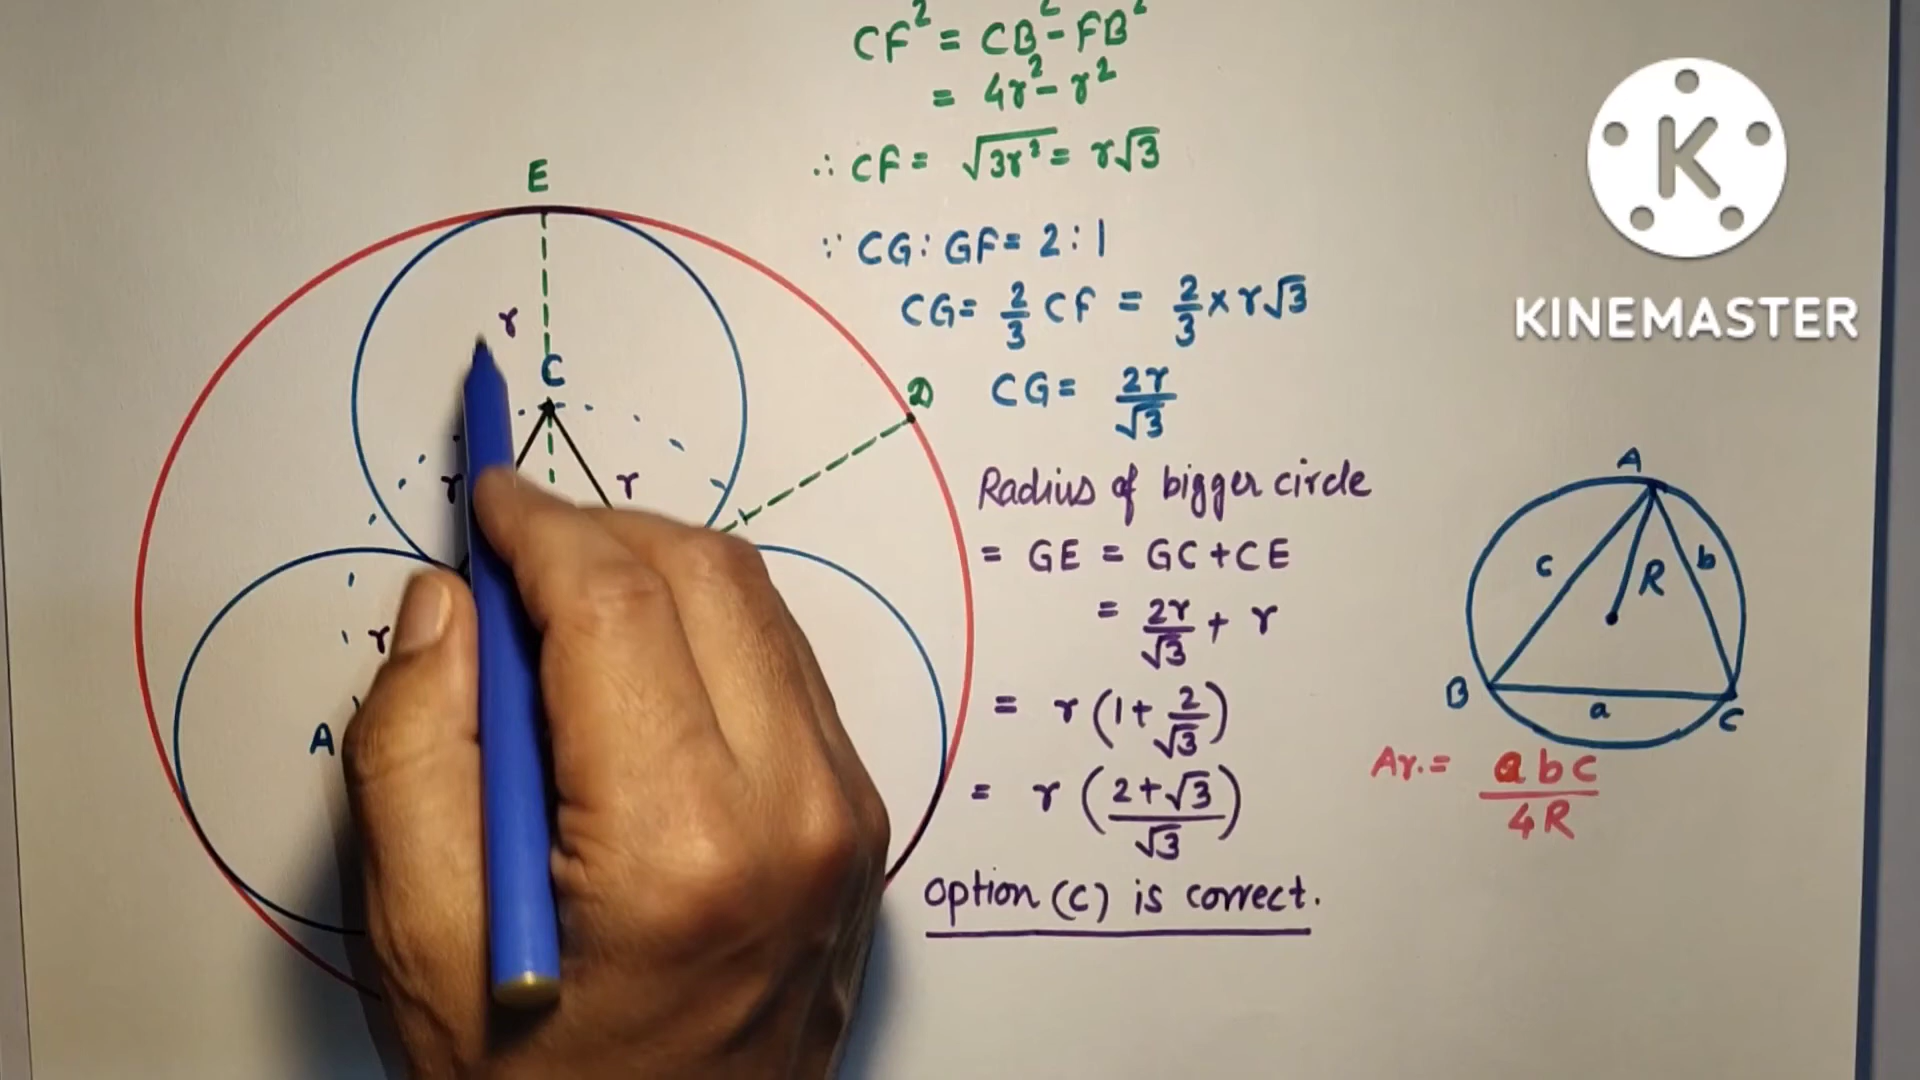 CF² = CB² - FB²
= 4r² - r²
∴ CF = √3r² = r√3
∵ CG : GF = 2 : 1
CG = 2/3 CF = 2/3 × r√3
CG = 2r/√3
Radius of bigger circle
= GE = GC + CE
= 2r/√3 + r
= r (1 + 2/√3)
= r ((2 + √3)/√3)
Option (C) is correct.
E
r
C
D
r
r
r
A
K
KINEMASTER
A
c
R
b
B
a
C
Ar. = abc/4R